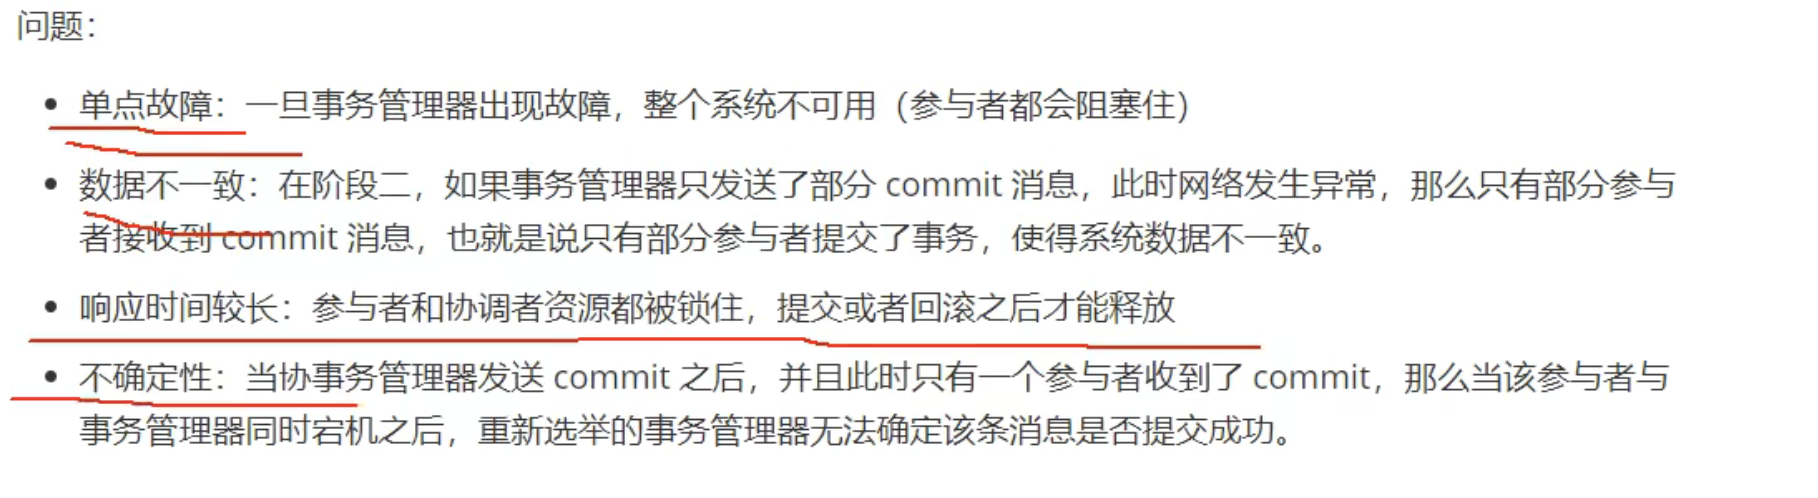 问题：
单点故障：一旦事务管理器出现故障，整个系统不可用（参与者都会阻塞住）
数据不一致：在阶段二，如果事务管理器只发送了部分 commit 消息，此时网络发生异常，那么只有部分参与
者接收到 commit 消息，也就是说只有部分参与者提交了事务，使得系统数据不一致。
响应时间较长：参与者和协调者资源都被锁住，提交或者回滚之后才能释放
不确定性：当协事务管理器发送 commit 之后，并且此时只有一个参与者收到了 commit，那么当该参与者与
事务管理器同时宕机之后，重新选举的事务管理器无法确定该条消息是否提交成功。